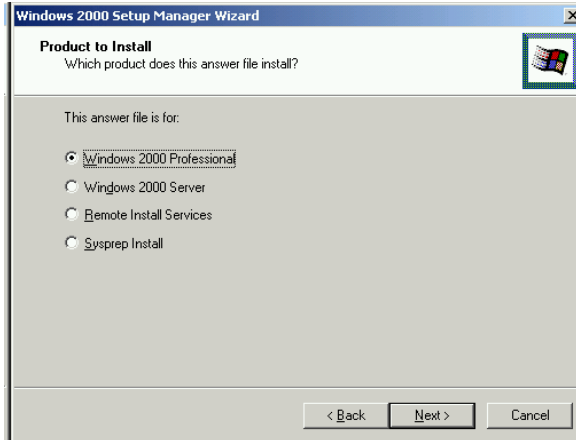 Windows 2000 Setup Manager Wizard
Product to Install
Which product does this answer file install?
This answer file is for:
Windows 2000 Professional
Windows 2000 Server
Remote Install Services
Sysprep Install
< Back Next > Cancel